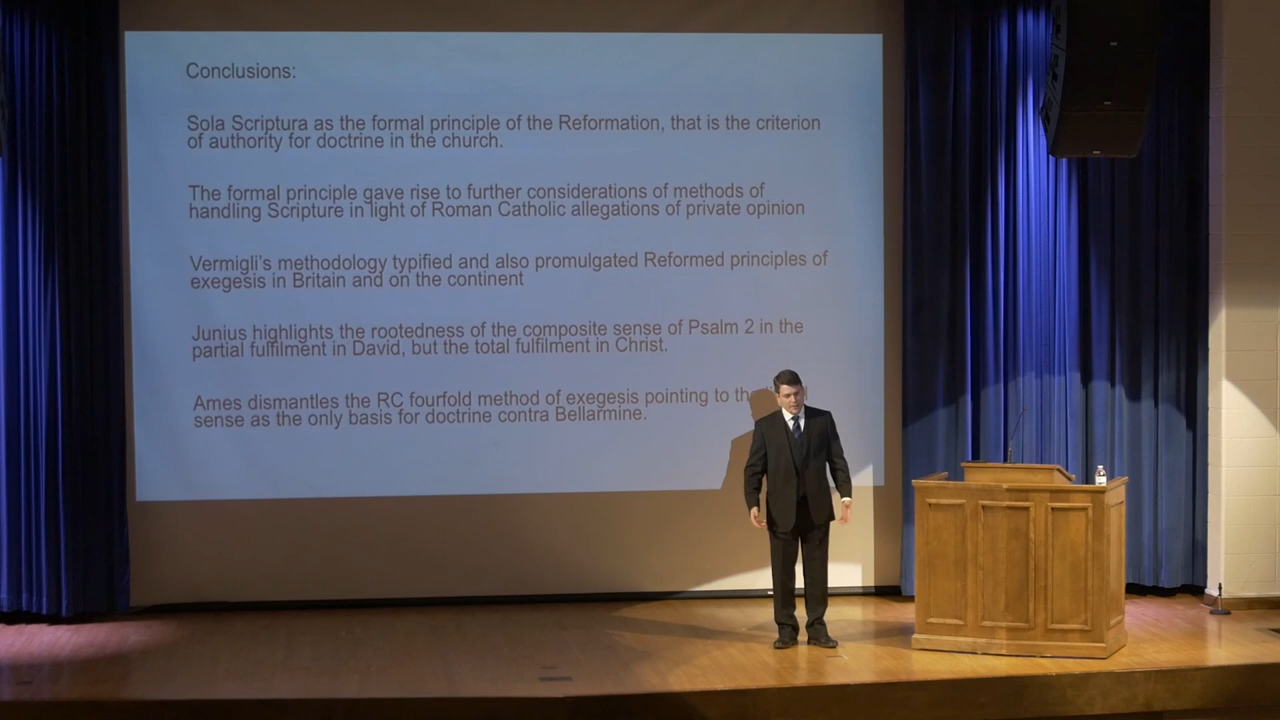 Conclusions:
Sola Scriptura as the formal principle of the Reformation, that is the criterion
of authority for doctrine in the church.
The formal principle gave rise to further considerations of methods of
handling Scripture in light of Roman Catholic allegations of private opinion
Vermigli's methodology typified and also promulgated Reformed principles of
exegesis in Britain and on the continent
Junius highlights the rootedness of the composite sense of Psalm 2 in the
partial fulfilment in David, but the total fulfilment in Christ.
Ames dismantles the RC fourfold method of exegesis pointing to
sense as the only basis for doctrine contra Bellarmine.